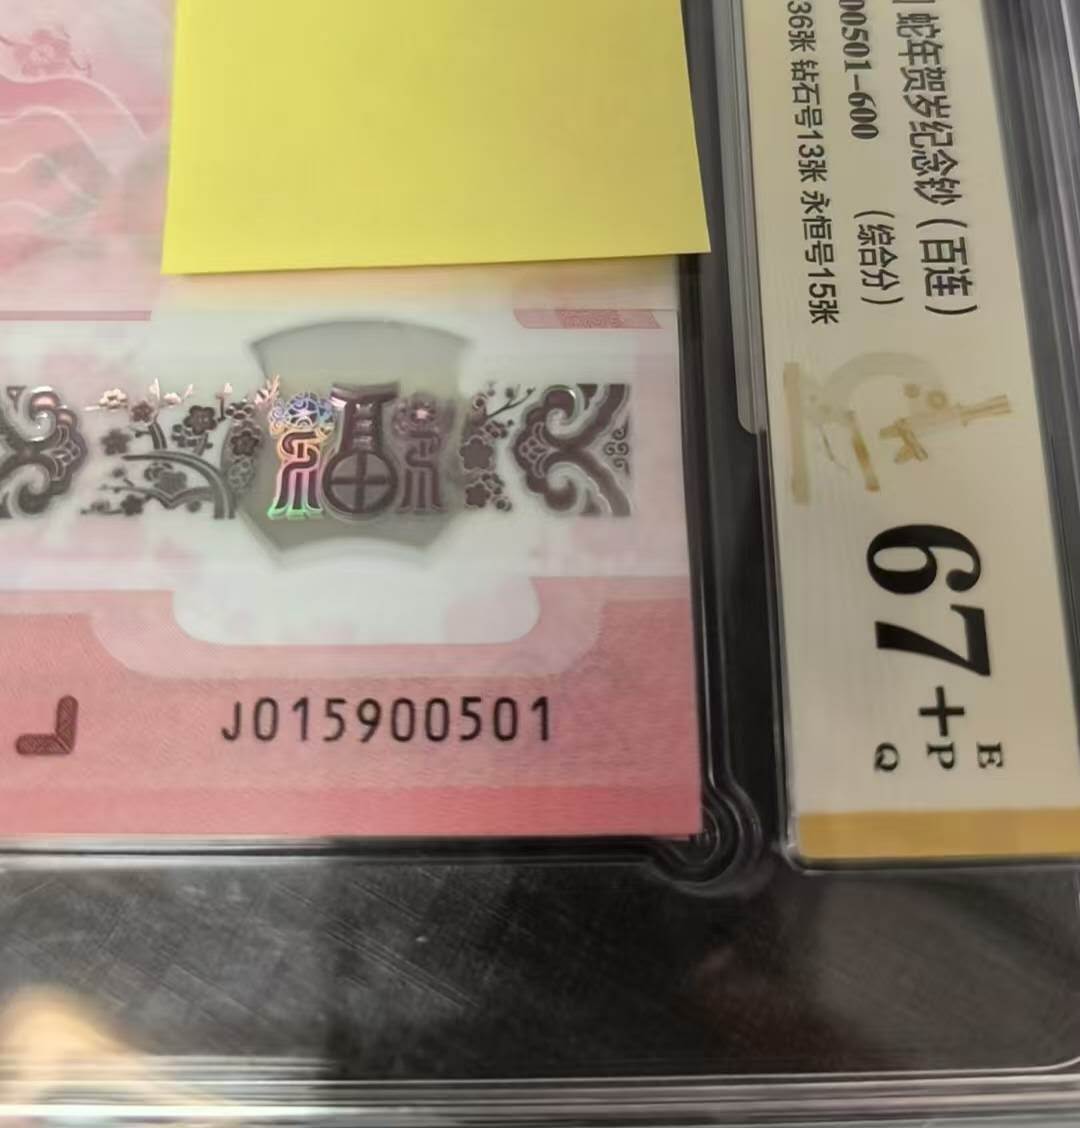 蛇年贺岁纪念钞（百连）
00501-600 （综合分）
36张 钻石号13张 永恒号15张
67+
E
P
Q
J015900501